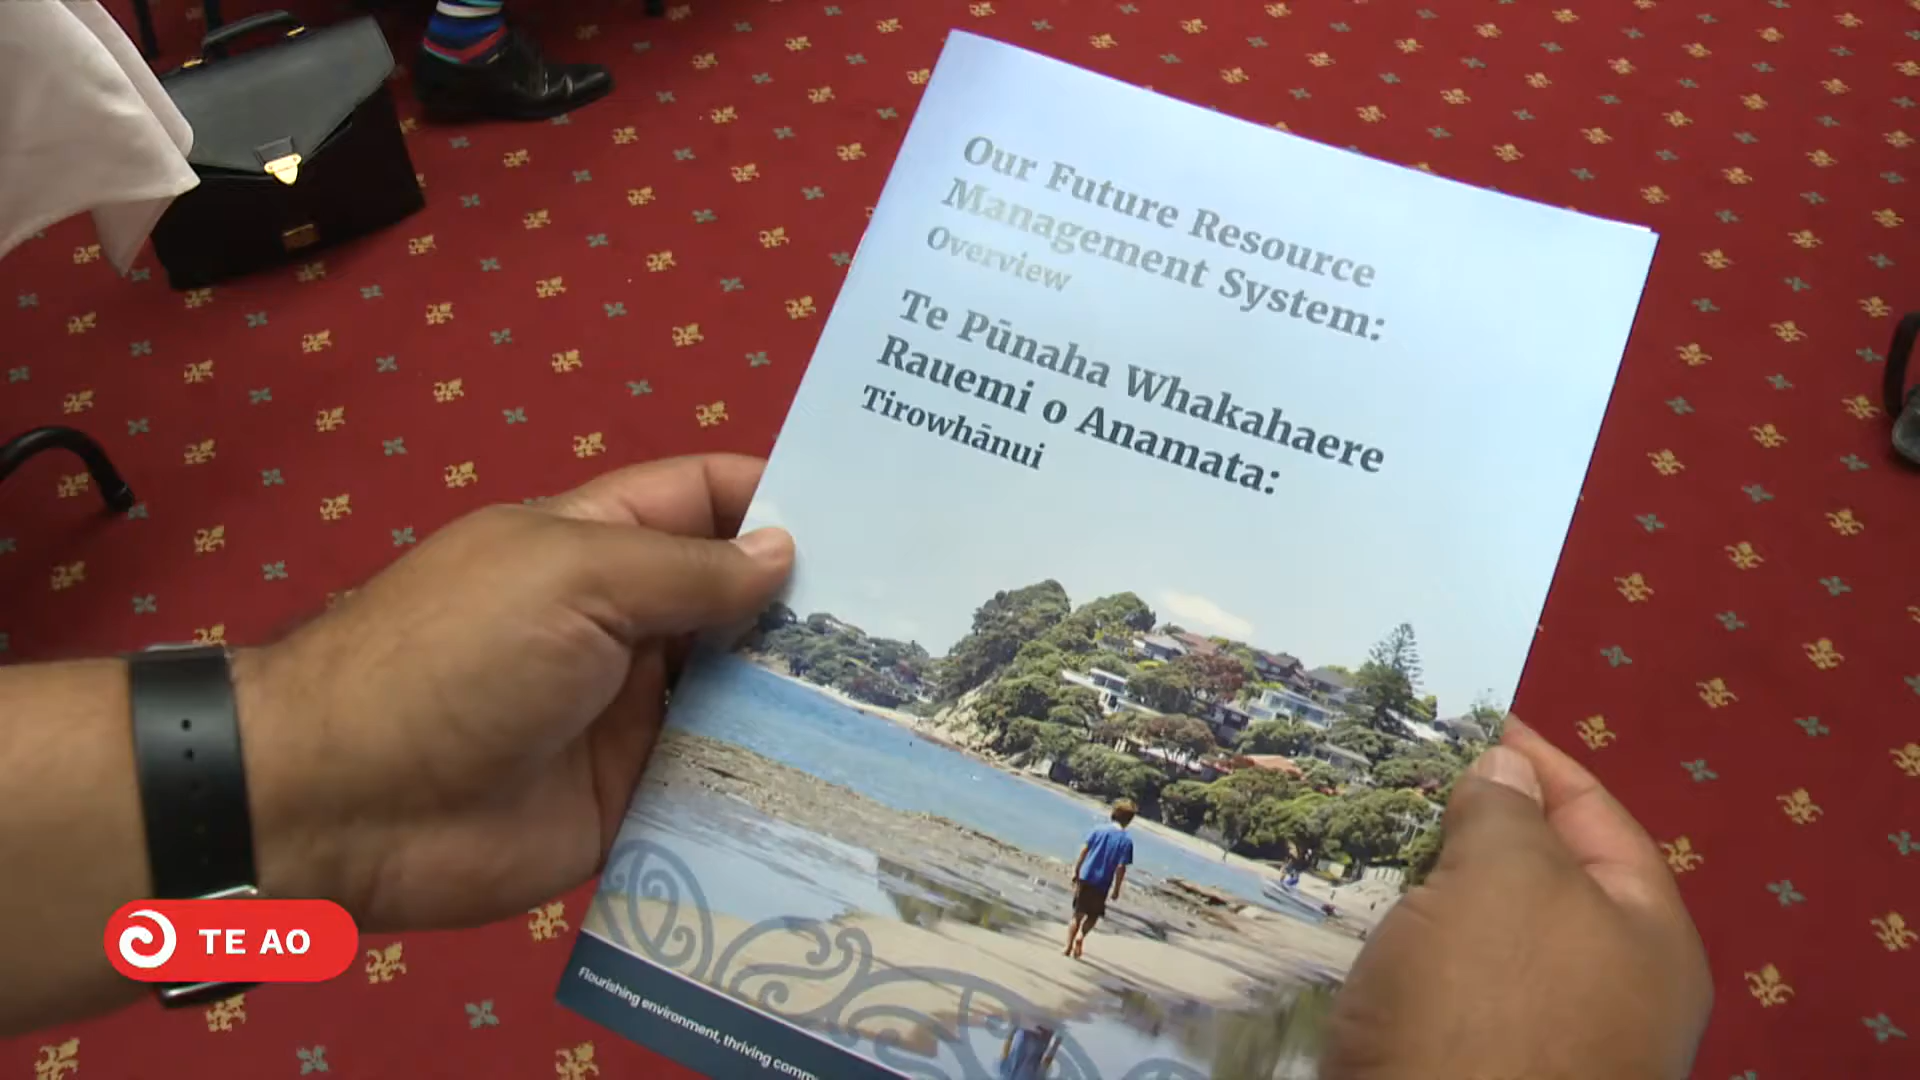 Our Future Resource
Management System:
Overview
Te Pūnaha Whakahaere
Rauemi o Anamata:
Tirowhānui
Flourishing environment, thriving
TE AO